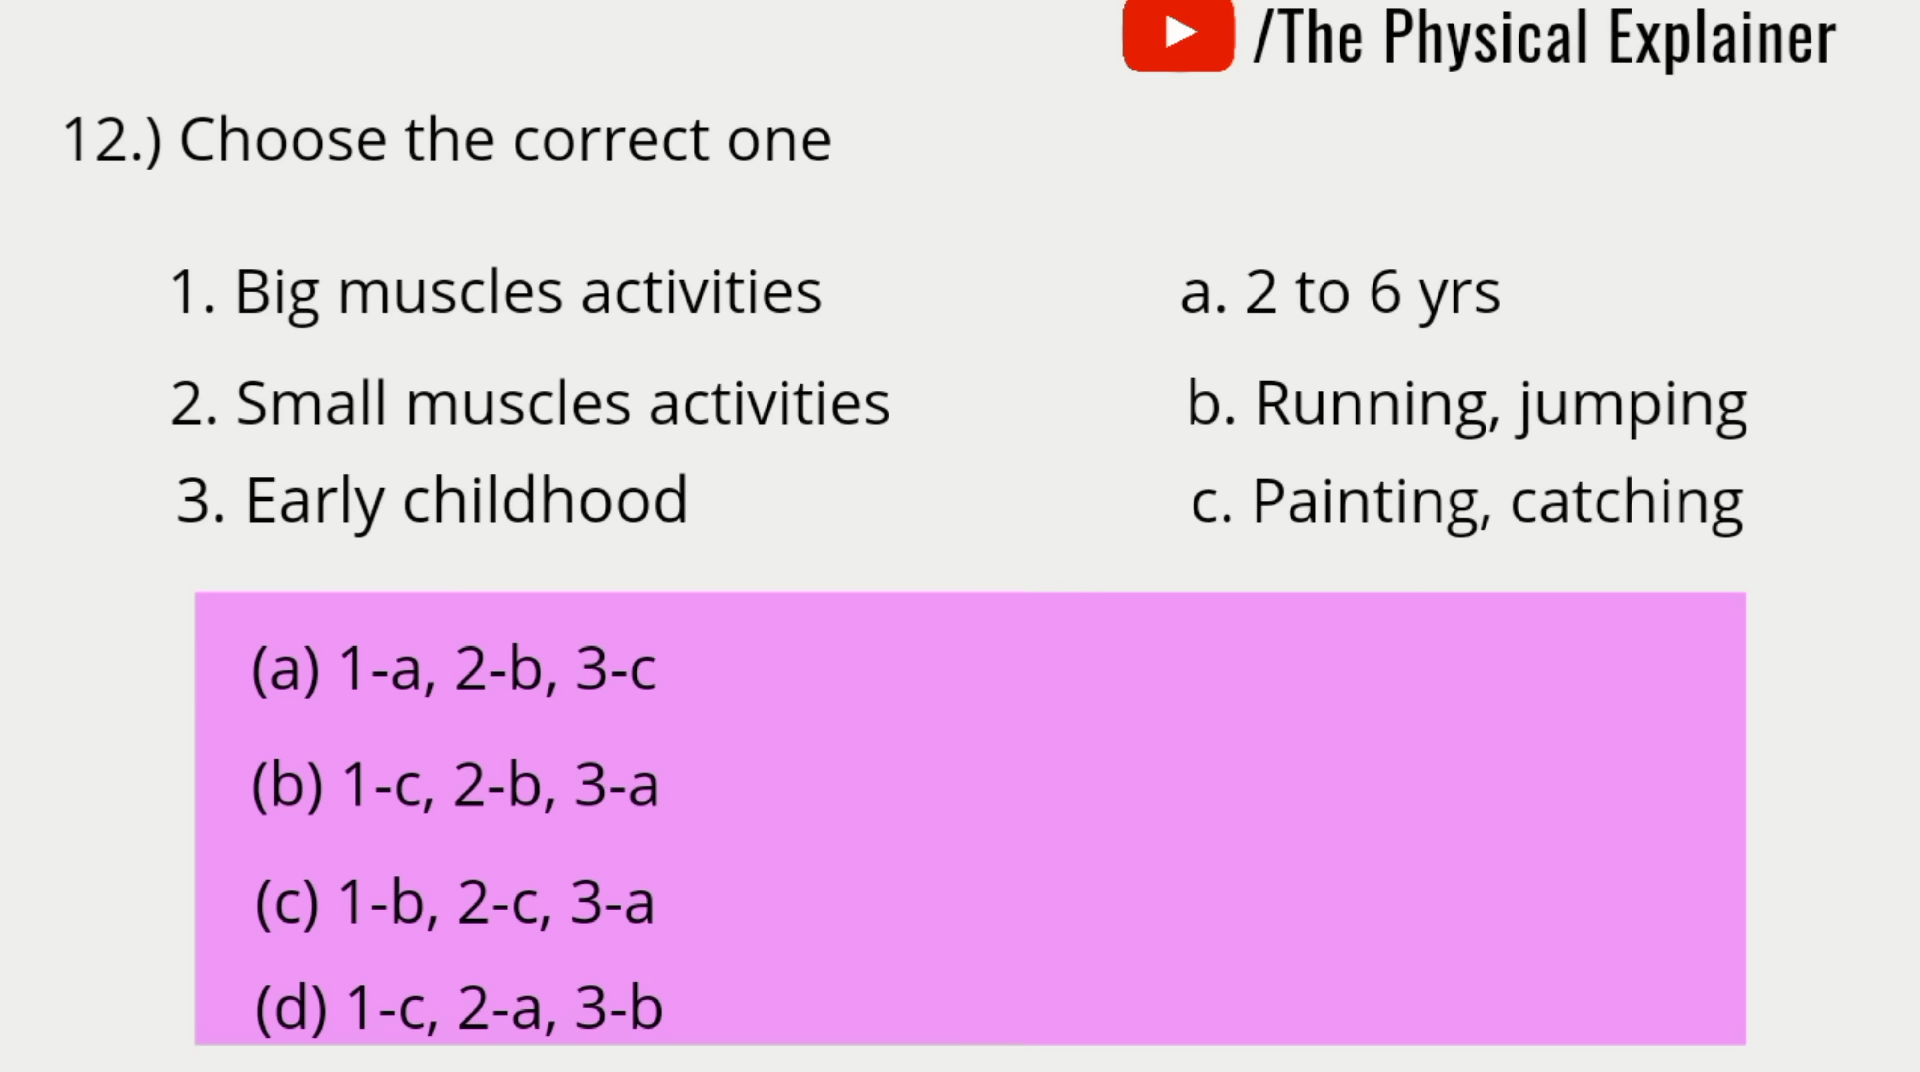 /The Physical Explainer
12.) Choose the correct one
1. Big muscles activities
a. 2 to 6 yrs
2. Small muscles activities
b. Running, jumping
3. Early childhood
c. Painting, catching
(a) 1-a, 2-b, 3-c
(b) 1-c, 2-b, 3-a
(c) 1-b, 2-c, 3-a
(d) 1-c, 2-a, 3-b